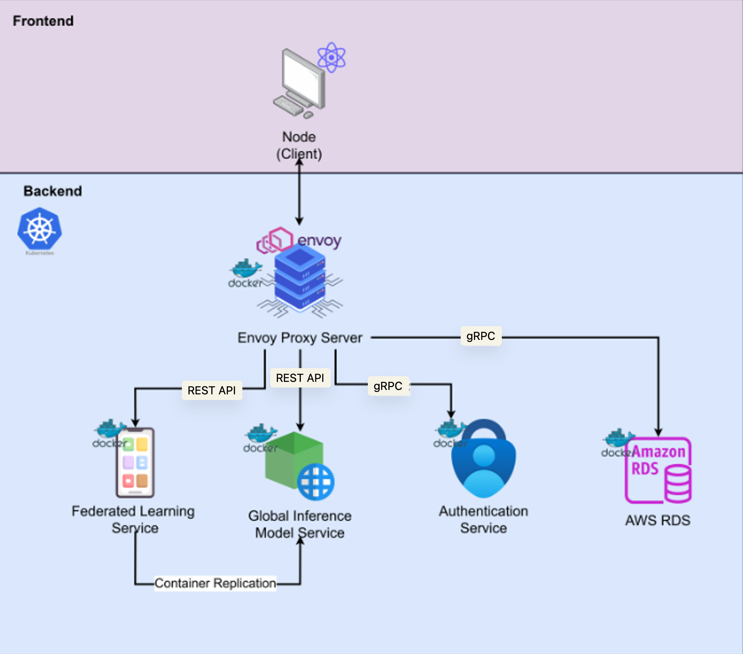 Frontend
Node
(Client)
Backend
Kubernetes
envoy
docker
Envoy Proxy Server
gRPC
REST API
REST API
gRPC
docker
docker
docker
docker
Amazon
RDS
Federated Learning
Service
Global Inference
Model Service
Authentication
Service
AWS RDS
Container Replication